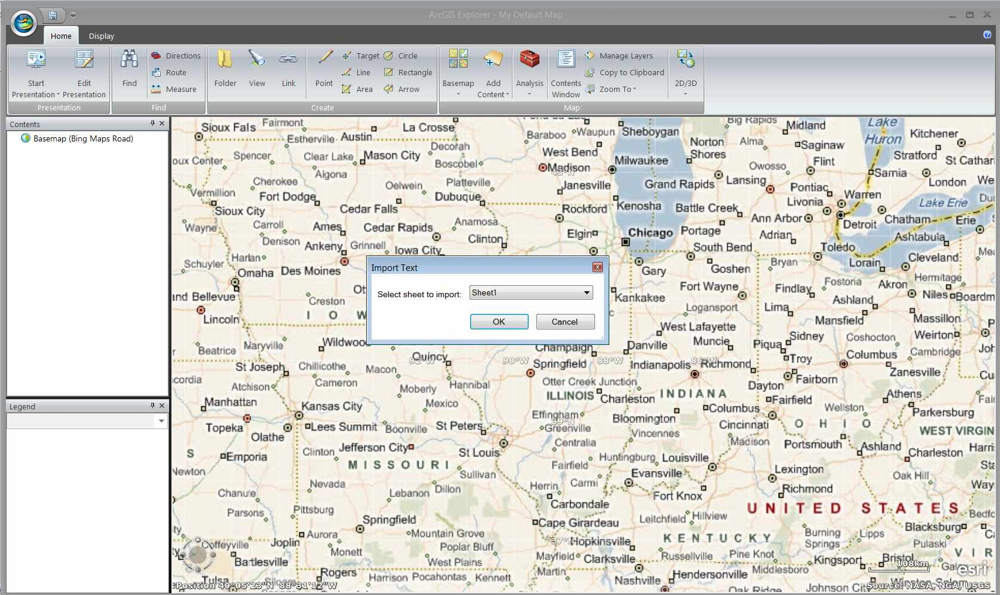 ArcGIS Explorer - My Default Map
Home Display
Start Presentation
Edit Presentation
Presentation
Find
Directions
Route
Measure
Find
Folder
View
Link
Point
Target
Line
Area
Circle
Rectangle
Arrow
Create
Basemap
Add Content
Analysis
Contents Window
Manage Layers
Copy to Clipboard
Zoom To
2D/3D
Map
Contents
Basemap (Bing Maps Road)
Legend
Import Text
Select sheet to import: Sheet1
OK Cancel
Sioux Falls Fairmont La Crosse Sheboygan Big Rapids Midland Lake Huron Kitchener
Estherville Austin Baraboo Waupun Norton Shores Alma Saginaw Stratford
Spencer Clear Lake Mason City Decorah West Bend Milwaukee Owosso Flint
Algona Boscobel Madison Sarnia London
Cherokee Oelwein Platteville Janesville Grand Rapids Lansing Pontiac Warren
Vermillion Fort Dodge Dubuque Livonia Lake Erie
Sioux City Cedar Falls Rockford Kenosha Battle Creek Ann Arbor Detroit Chatham Erie
Wayne Carroll Ames Cedar Rapids Anamosa Elgin Chicago Portage Adrian Ashtabula
Denison Ankeny Grinnell Iowa City Clinton South Bend Toledo
Schuyler Harlan Omaha Des Moines Gary Goshen Bryan Lorain Cleveland
Fort Wayne Findlay Fostoria Akron Hermitage
Bellevue Creston Kankakee Logansport Lima Ashland Niles
Lincoln I O W West Lafayette Mansfield Massillon
Beatrice Maryville Wildwood Champaign Danville Muncie Piqua Sidney Coshocton Weirton
St Joseph Chillicothe Macon Quincy 92°W 90°W Springfield 88°W Indianapolis 86°W Richmond Troy Columbus Cambridge
Atchison Cameron Hannibal Otter Creek Junction Dayton Fairborn Zanesville
Manhattan Moberly ILLINOIS Charleston INDIANA Fairfield Athens
Kansas City Mexico Effingham Bloomington Columbus Wellston Parkersburg
Topeka Olathe Lees Summit Boonville St Peters 39°N Greenville Vincennes Cincinnati OHIO WEST VIRGIN
Emporia Clinton Jefferson City St Louis Centralia Madison Portsmouth Ashland Charleston
Newton MISSOURI Fairfield Huntingburg Louisville
Nevada Sullivan Herrin Carmi Evansville Lexington Oak Hill
Chanute Lebanon Dillon Fort Knox Richmond
Parsons Pittsburg Springfield Carbondale Leitchfield Hillview UNITED STATES
Aurora Mountain Grove Cape Girardeau Burning Springs Lipps Blacksburg
Coffeyville Joplin Monett Poplar Bluff 37°N Hopkinsville KENTUCKY Pulaski
Bartlesville West Plains Mayfield Clarksville Russellville Pine Knot Kingsport Bristol
Tulsa Rogers Harrison Pocahontas Kennett Martin Nashville Hendersonville Middlesboro Johnson City
108km
esri
Position 40°05'23"N 88°31'12"W
Source: NASA, NGA, USGS